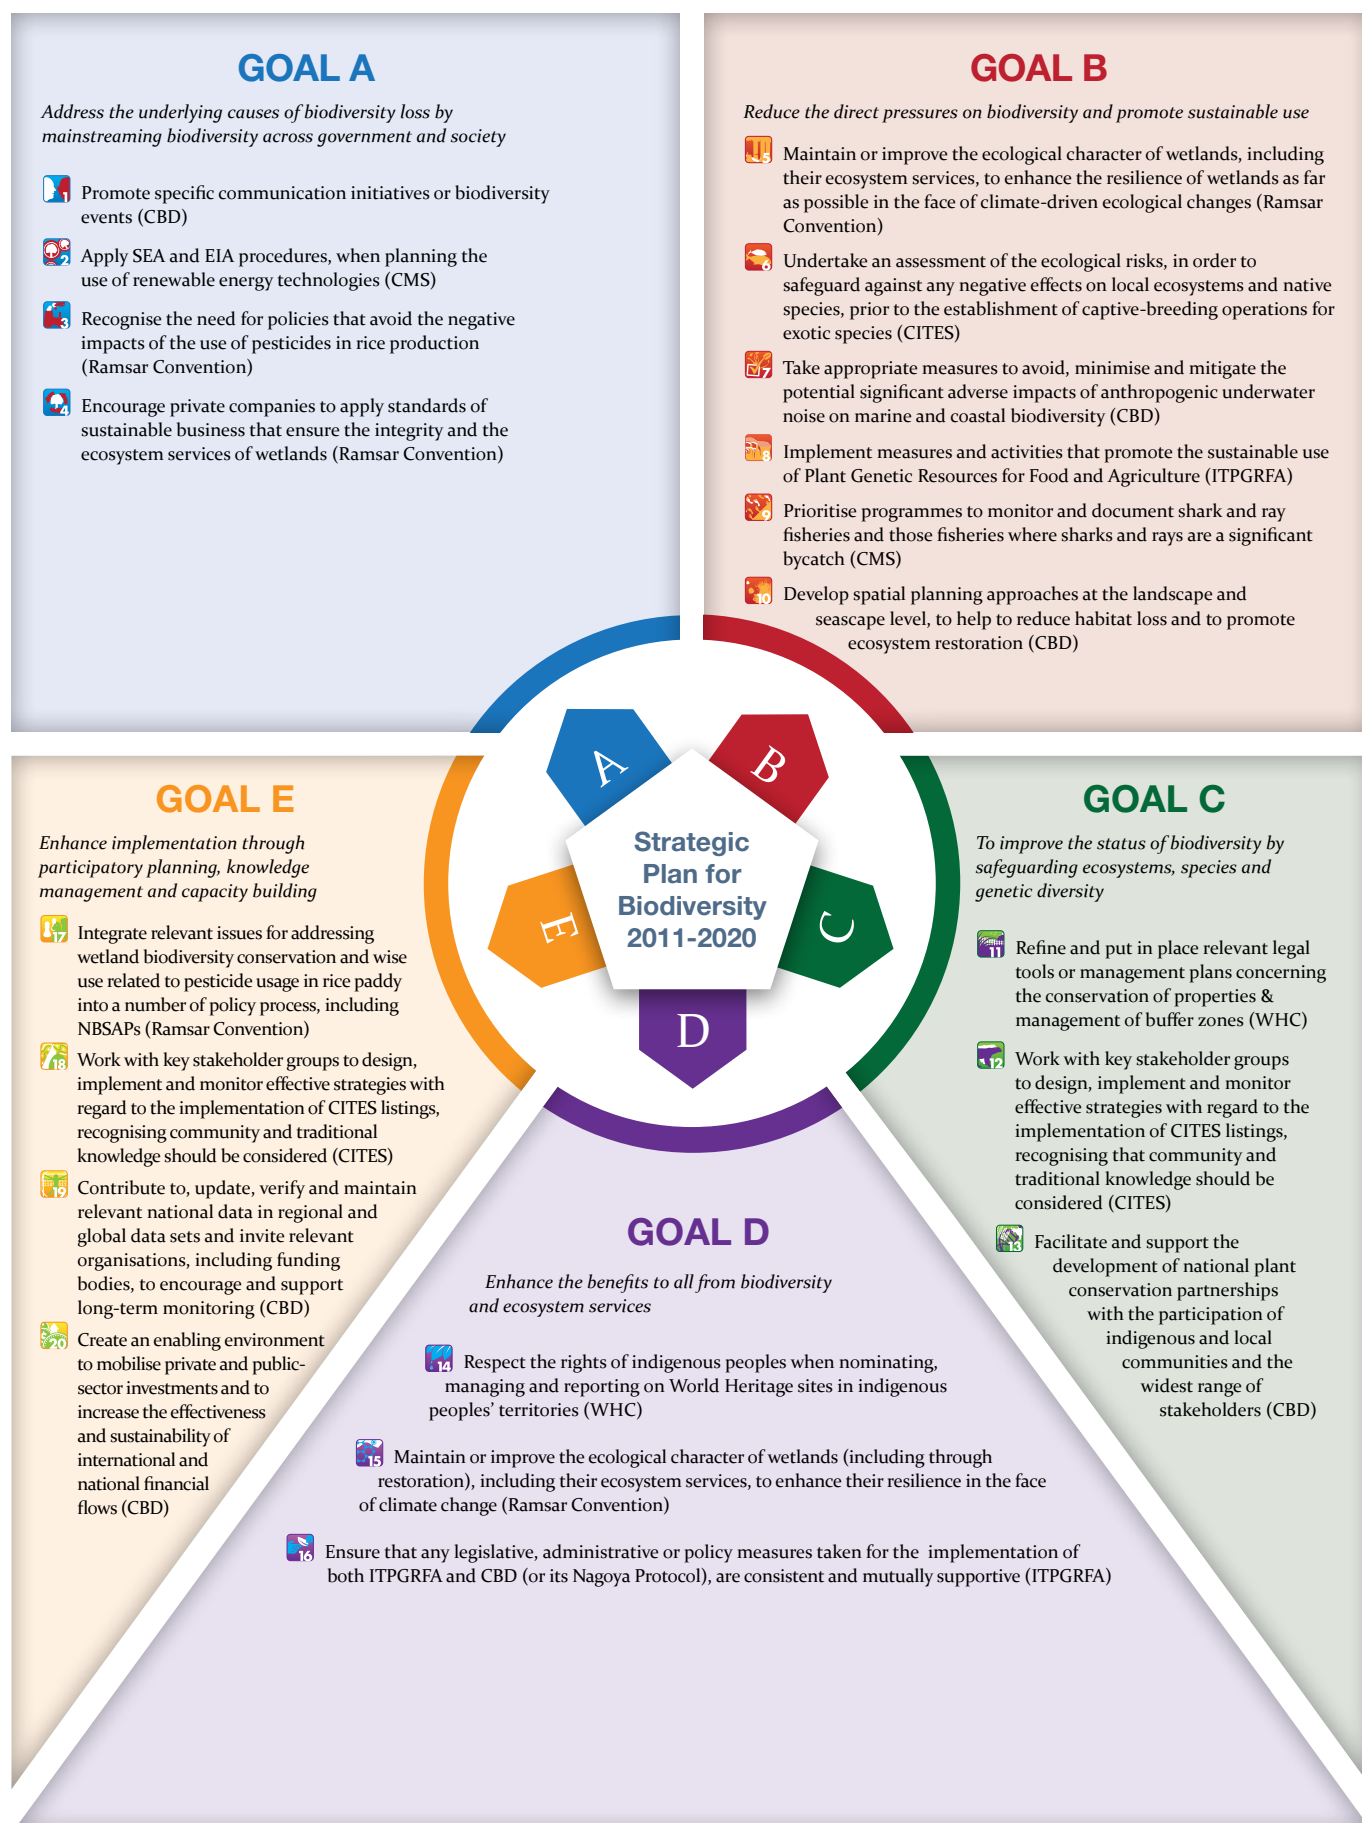 GOAL A
Address the underlying causes of biodiversity loss by
mainstreaming biodiversity across government and society
1 Promote specific communication initiatives or biodiversity
events (CBD)
2 Apply SEA and EIA procedures, when planning the
use of renewable energy technologies (CMS)
3 Recognise the need for policies that avoid the negative
impacts of the use of pesticides in rice production
(Ramsar Convention)
4 Encourage private companies to apply standards of
sustainable business that ensure the integrity and the
ecosystem services of wetlands (Ramsar Convention)
GOAL B
Reduce the direct pressures on biodiversity and promote sustainable use
5 Maintain or improve the ecological character of wetlands, including
their ecosystem services, to enhance the resilience of wetlands as far
as possible in the face of climate-driven ecological changes (Ramsar
Convention)
6 Undertake an assessment of the ecological risks, in order to
safeguard against any negative effects on local ecosystems and native
species, prior to the establishment of captive-breeding operations for
exotic species (CITES)
7 Take appropriate measures to avoid, minimise and mitigate the
potential significant adverse impacts of anthropogenic underwater
noise on marine and coastal biodiversity (CBD)
8 Implement measures and activities that promote the sustainable use
of Plant Genetic Resources for Food and Agriculture (ITPGRFA)
9 Prioritise programmes to monitor and document shark and ray
fisheries and those fisheries where sharks and rays are a significant
bycatch (CMS)
10 Develop spatial planning approaches at the landscape and
seascape level, to help to reduce habitat loss and to promote
ecosystem restoration (CBD)
A
B
C
D
E
Strategic
Plan for
Biodiversity
2011-2020
GOAL E
Enhance implementation through
participatory planning, knowledge
management and capacity building
17 Integrate relevant issues for addressing
wetland biodiversity conservation and wise
use related to pesticide usage in rice paddy
into a number of policy process, including
NBSAPs (Ramsar Convention)
18 Work with key stakeholder groups to design,
implement and monitor effective strategies with
regard to the implementation of CITES listings,
recognising community and traditional
knowledge should be considered (CITES)
19 Contribute to, update, verify and maintain
relevant national data in regional and
global data sets and invite relevant
organisations, including funding
bodies, to encourage and support
long-term monitoring (CBD)
20 Create an enabling environment
to mobilise private and public-
sector investments and to
increase the effectiveness
and sustainability of
international and
national financial
flows (CBD)
GOAL C
To improve the status of biodiversity by
safeguarding ecosystems, species and
genetic diversity
11 Refine and put in place relevant legal
tools or management plans concerning
the conservation of properties &
management of buffer zones (WHC)
12 Work with key stakeholder groups
to design, implement and monitor
effective strategies with regard to the
implementation of CITES listings,
recognising that community and
traditional knowledge should be
considered (CITES)
13 Facilitate and support the
development of national plant
conservation partnerships
with the participation of
indigenous and local
communities and the
widest range of
stakeholders (CBD)
GOAL D
Enhance the benefits to all from biodiversity
and ecosystem services
14 Respect the rights of indigenous peoples when nominating,
managing and reporting on World Heritage sites in indigenous
peoples' territories (WHC)
15 Maintain or improve the ecological character of wetlands (including through
restoration), including their ecosystem services, to enhance their resilience in the face
of climate change (Ramsar Convention)
16 Ensure that any legislative, administrative or policy measures taken for the implementation of
both ITPGRFA and CBD (or its Nagoya Protocol), are consistent and mutually supportive (ITPGRFA)